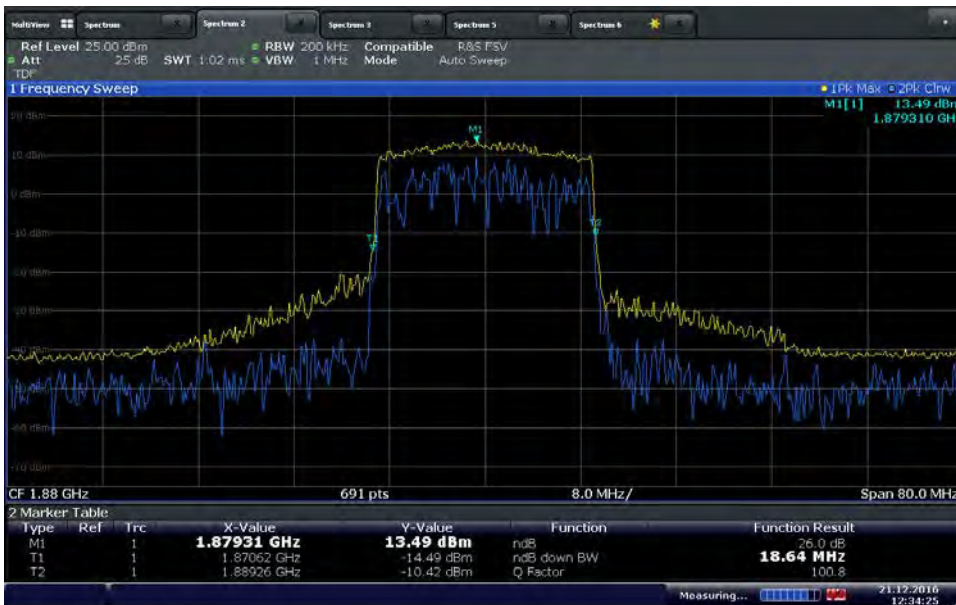 MultiView Spectrum Spectrum 2 Spectrum 3 Spectrum 5 Spectrum 6
Ref Level 25.00 dBm RBW 200 kHz Compatible R&S FSV
Att 25 dB SWT 1.02 ms VBW 1 MHz Mode Auto Sweep
TDF
1 Frequency Sweep 1Pk Max 2Pk Clrw
M1[1] 13.49 dBm
1.879310 GH
20 dBm
M1
10 dBm
0 dBm
T2
-10 dBm
T1
-60 dBm
-70 dBm
CF 1.88 GHz 691 pts 8.0 MHz/ Span 80.0 MHz
2 Marker Table
Type Ref Trc X-Value Y-Value Function Function Result
M1 1 1.87931 GHz 13.49 dBm ndB 26.0 dB
T1 1 1.87062 GHz -14.49 dBm ndB down BW 18.64 MHz
T2 1 1.88926 GHz -10.42 dBm Q Factor 100.8
Measuring... 21.12.2016
12:34:25